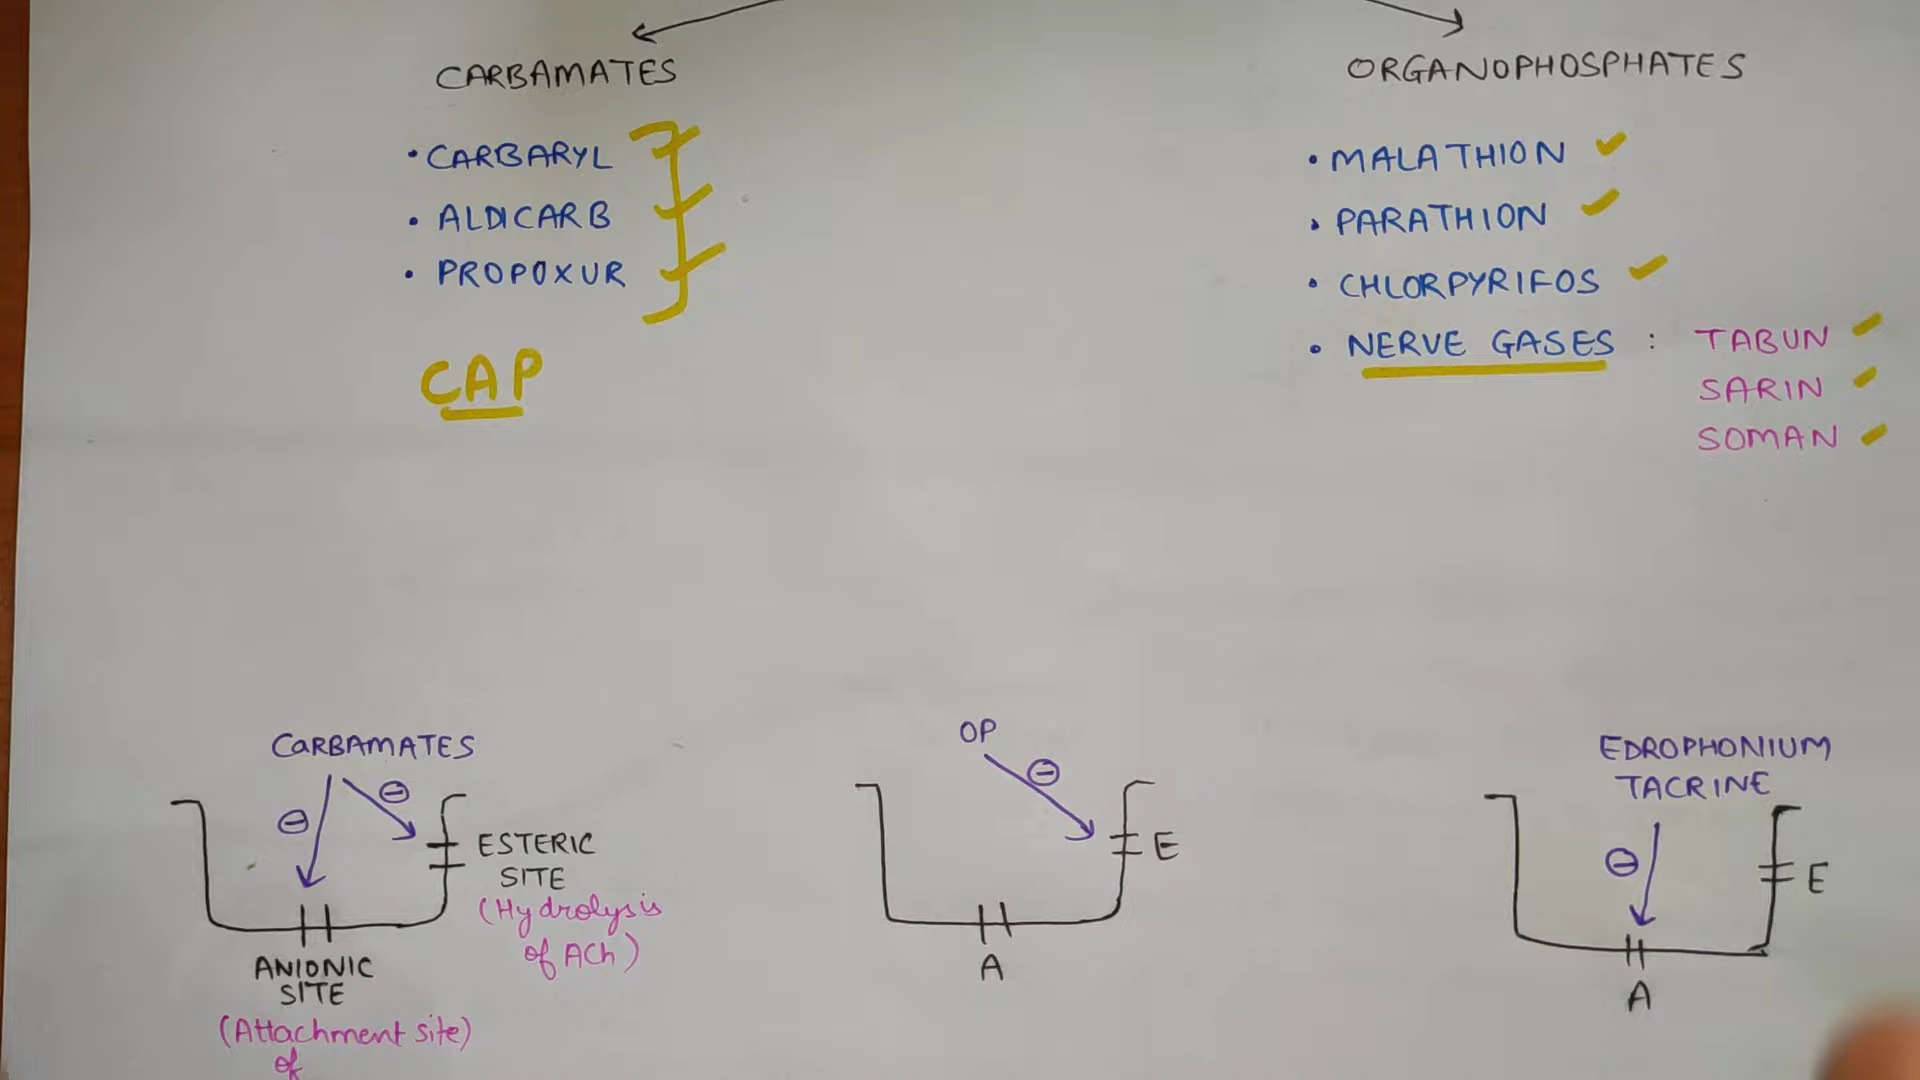 CARBAMATES
• CARBARYL
• ALDICARB
• PROPOXUR
CAP
ORGANOPHOSPHATES
• MALATHION
• PARATHION
• CHLORPYRIFOS
• NERVE GASES : TABUN
SARIN
SOMAN
CARBAMATES
⊖ ⊖
ESTERIC
SITE
(Hydrolysis
of ACh)
ANIONIC
SITE
(Attachment site)
of
OP
⊖
E
A
EDROPHONIUM
TACRINE
⊖
E
A